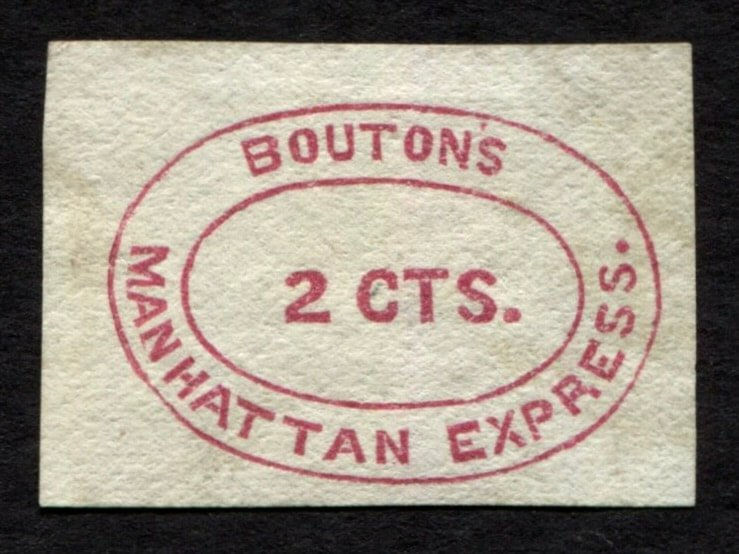 BOUTON'S
2 CTS.
MANHATTAN EXPRESS.